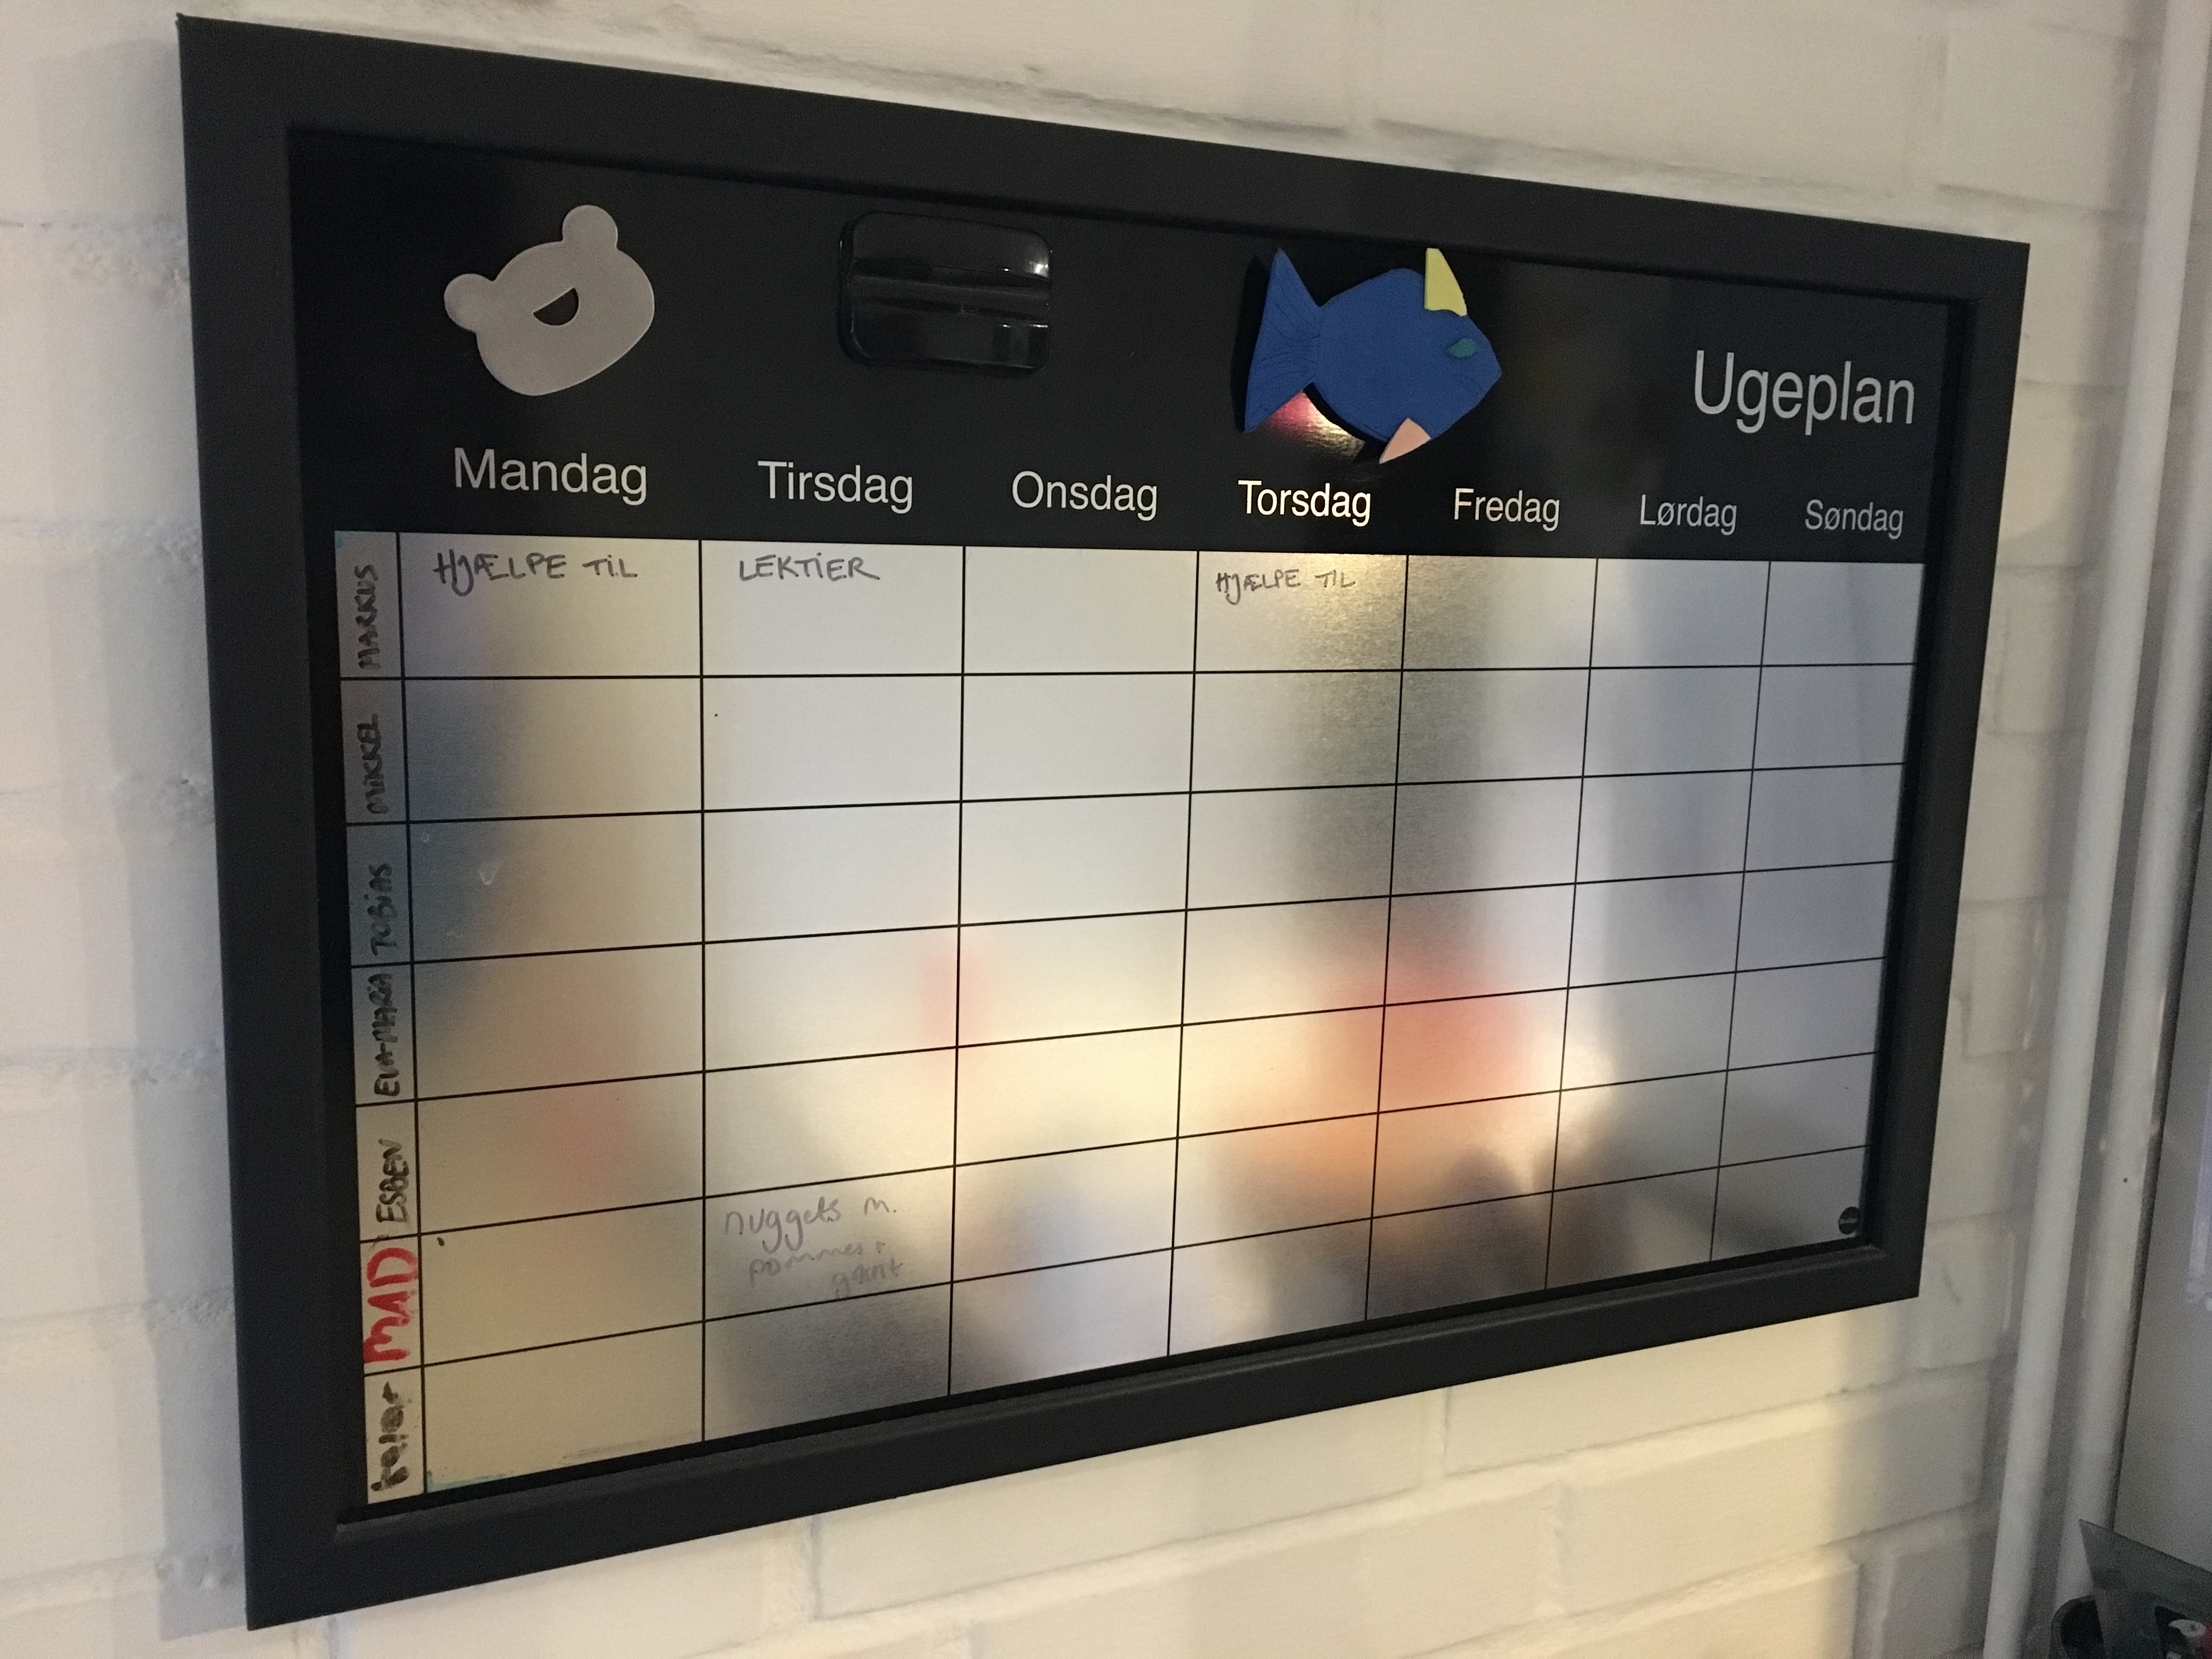 Ugeplan
Mandag Tirsdag Onsdag Torsdag Fredag Lørdag Søndag
MARKUS HJÆLPE TiL LEKTiER HJÆLPE TIL
MiKKEL
TOBiAS
EVA-MARIA
ESBEN
MAD nuggets m.
pommes +
grønt